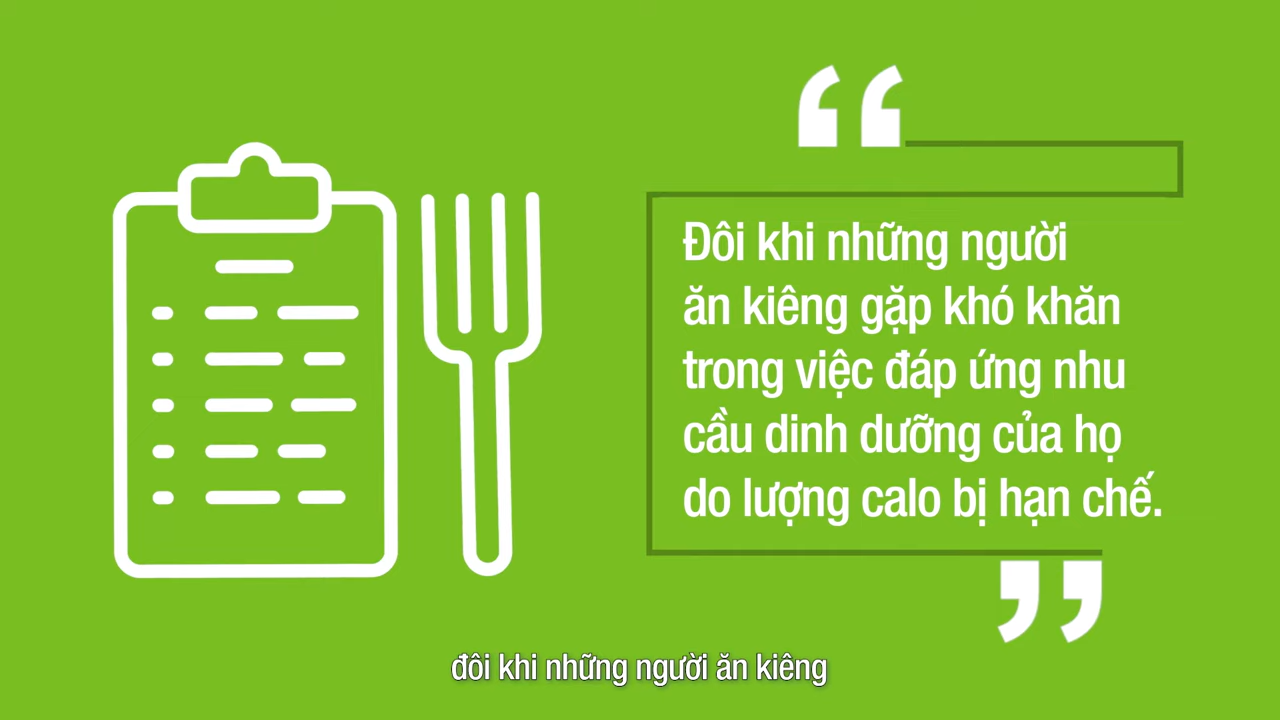 Đôi khi những người
ăn kiêng gặp khó khăn
trong việc đáp ứng nhu
cầu dinh dưỡng của họ
do lượng calo bị hạn chế.
đôi khi những người ăn kiêng